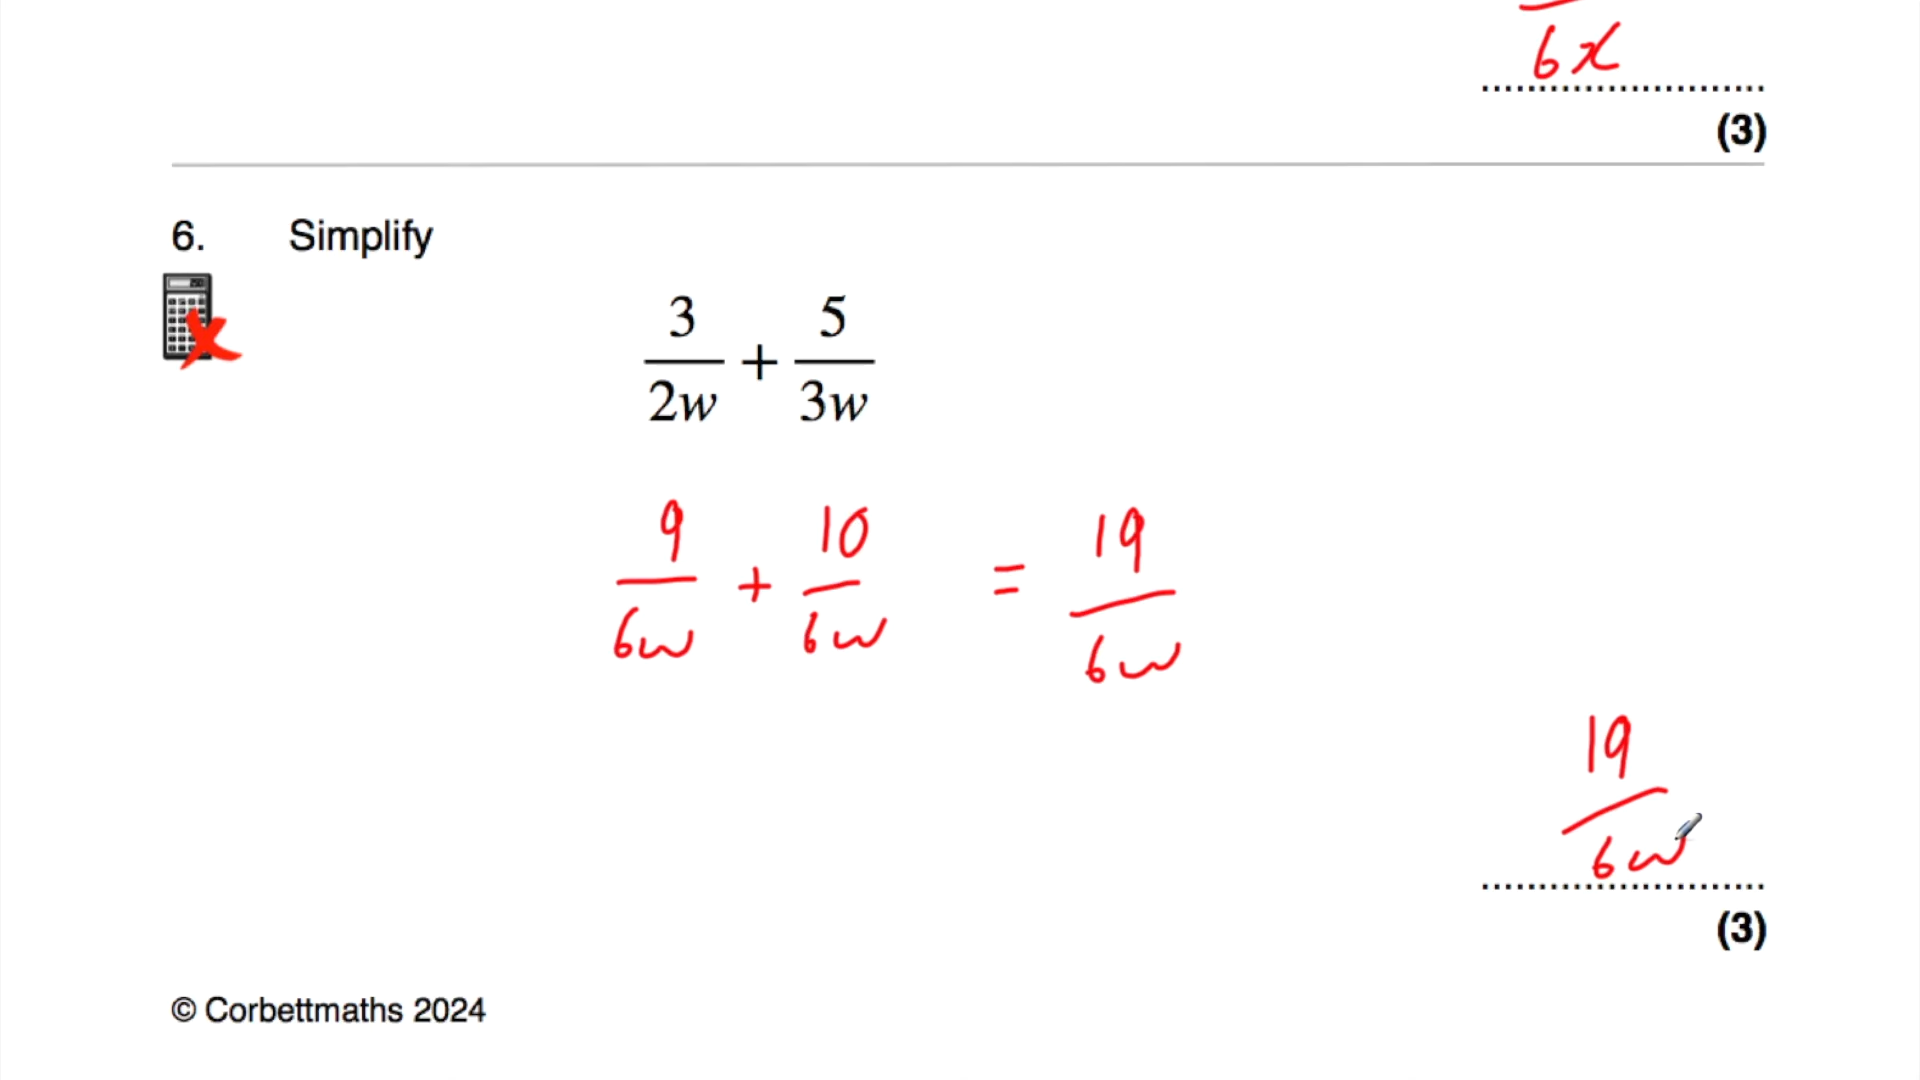 6x
(3)
6. Simplify
3/2w + 5/3w
9/6w + 10/6w = 19/6w
19/6w
(3)
© Corbettmaths 2024